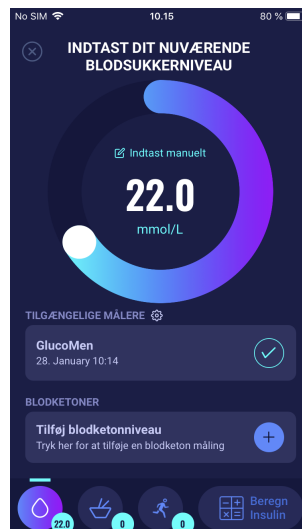 No SIM 10.15 80 %
INDTAST DIT NUVÆRENDE
BLODSUKKERNIVEAU
Indtast manuelt
22.0
mmol/L
TILGÆNGELIGE MÅLERE
GlucoMen
28. January 10:14
BLODKETONER
Tilføj blodketonniveau
Tryk her for at tilføje en blodketon måling
22.0 0 0
Beregn
Insulin